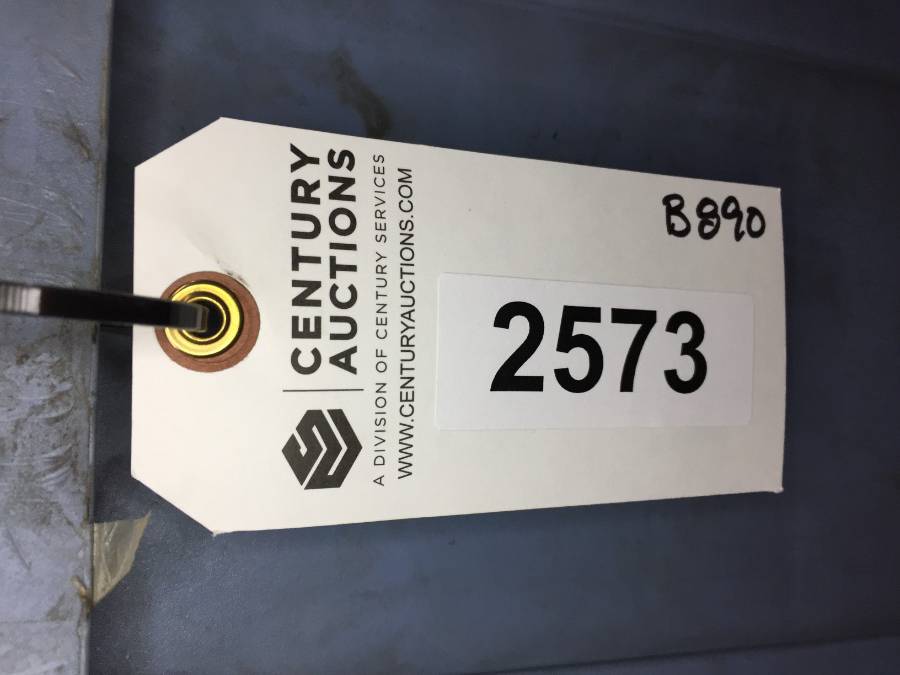 CENTURY
AUCTIONS
A DIVISION OF CENTURY SERVICES
WWW.CENTURYAUCTIONS.COM
B890
2573